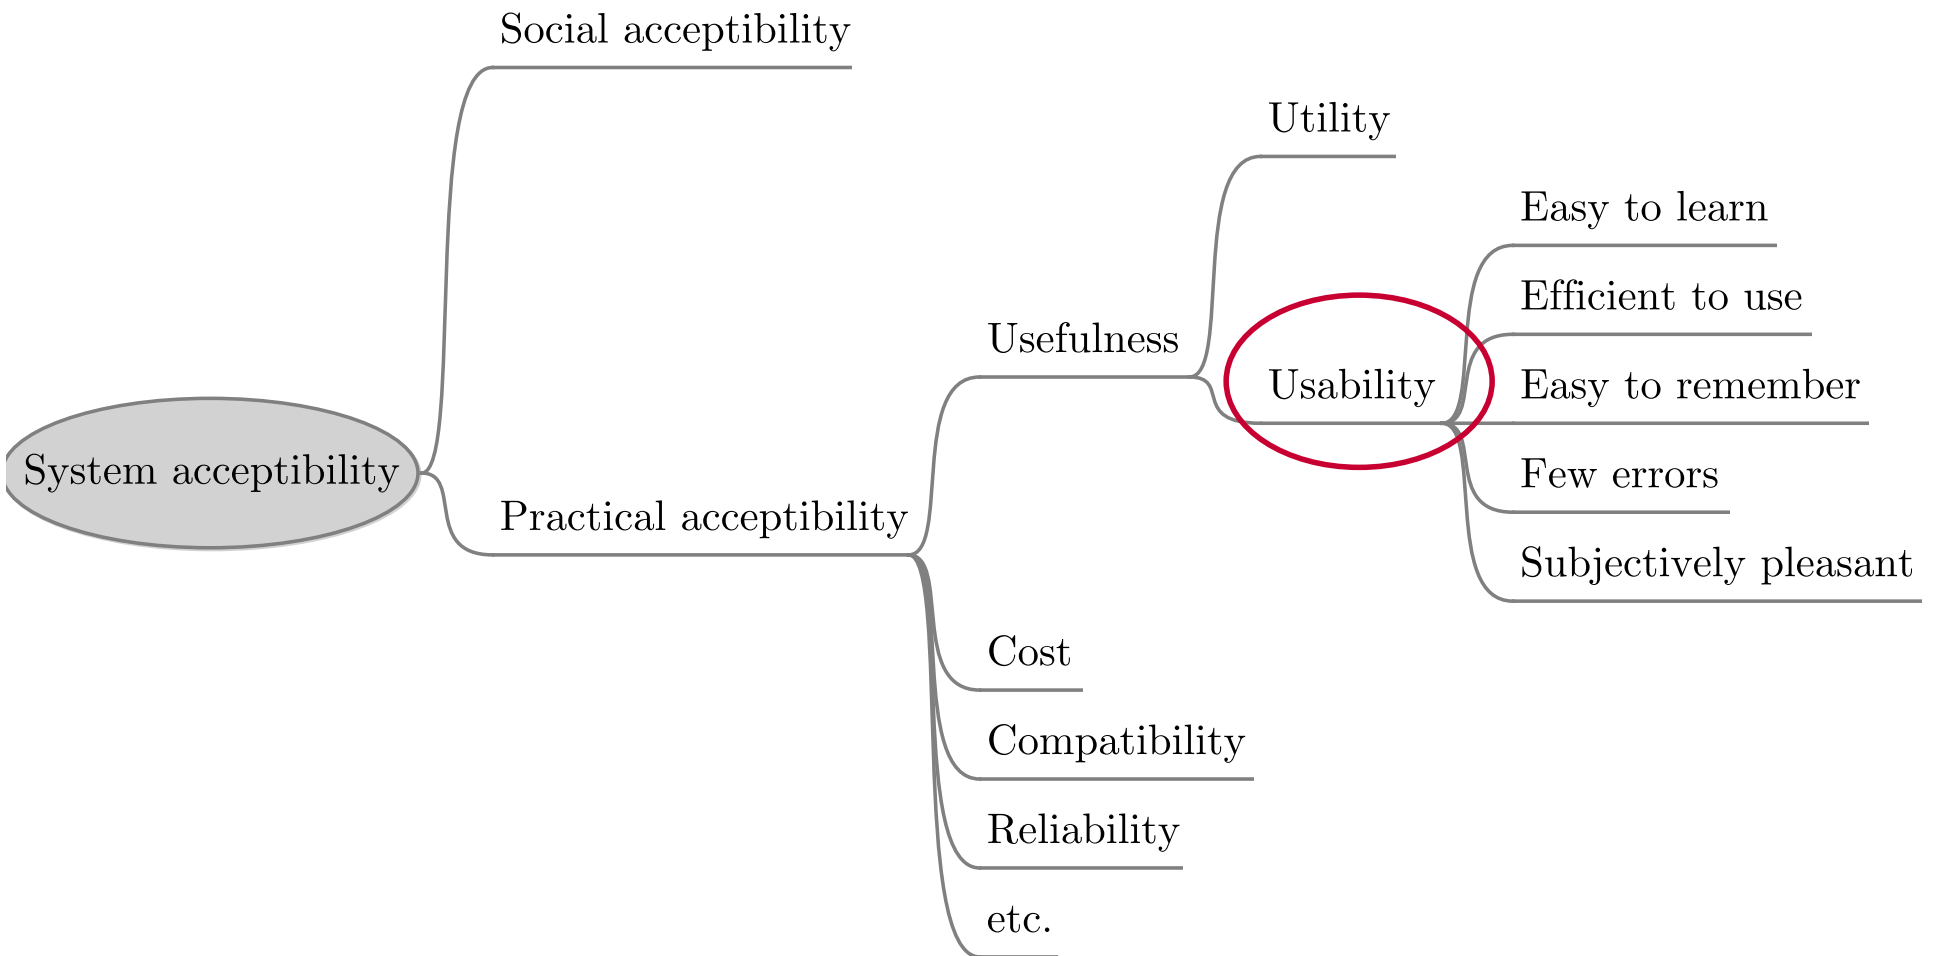 Social acceptibility
Utility
Easy to learn
Efficient to use
Usefulness
Usability
Easy to remember
System acceptibility
Few errors
Practical acceptibility
Subjectively pleasant
Cost
Compatibility
Reliability
etc.